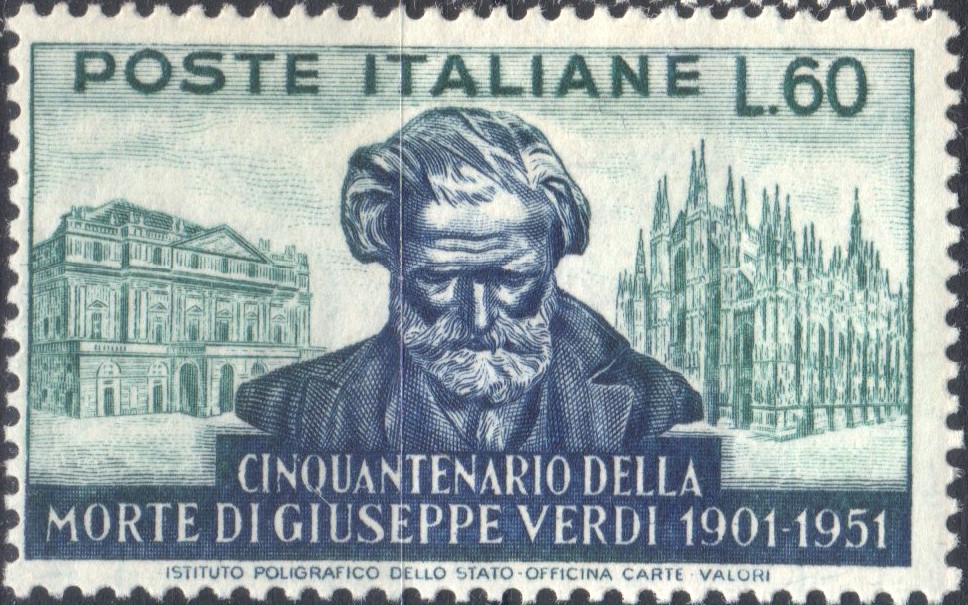 POSTE ITALIANE L.60
CINQUANTENARIO DELLA
MORTE DI GIUSEPPE VERDI 1901-1951
ISTITUTO POLIGRAFICO DELLO STATO-OFFICINA CARTE-VALORI